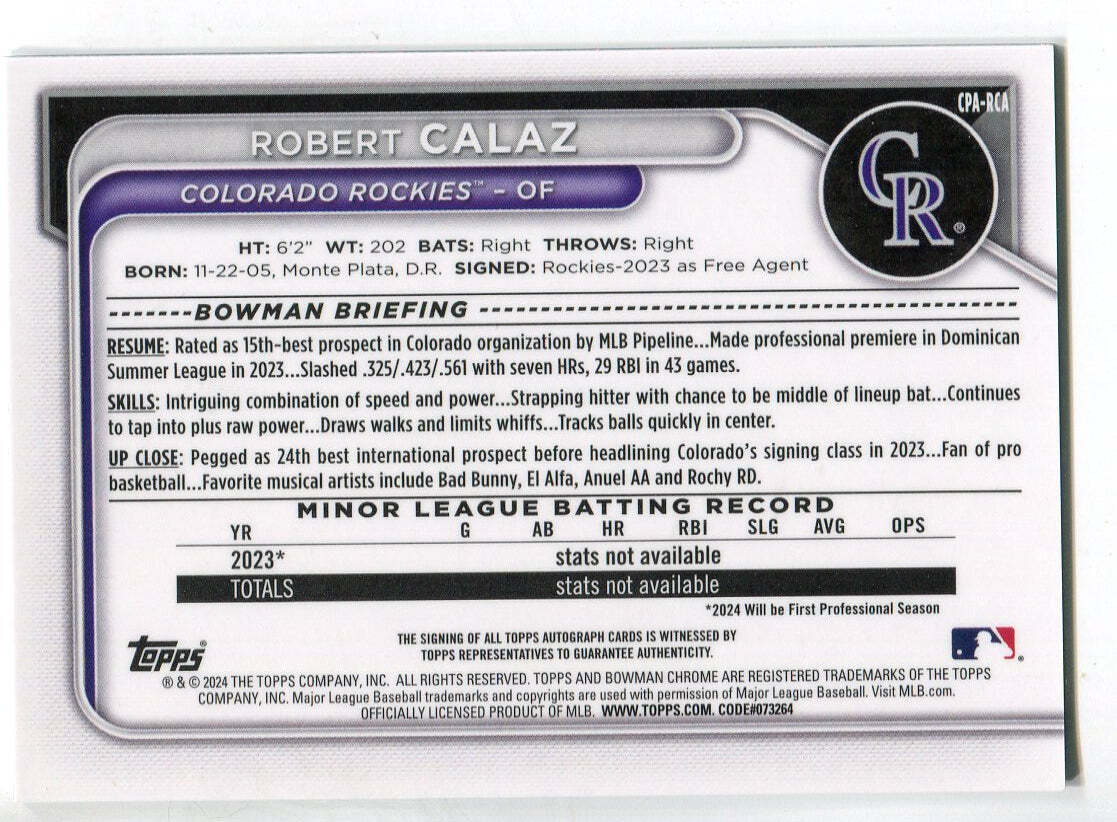 CPA-RCA
ROBERT CALAZ
COLORADO ROCKIES™ – OF
CR®
HT: 6'2" WT: 202 BATS: Right THROWS: Right
BORN: 11-22-05, Monte Plata, D.R. SIGNED: Rockies-2023 as Free Agent
-------BOWMAN BRIEFING --------------------------------------------
RESUME: Rated as 15th-best prospect in Colorado organization by MLB Pipeline...Made professional premiere in Dominican
Summer League in 2023...Slashed .325/.423/.561 with seven HRs, 29 RBI in 43 games.
SKILLS: Intriguing combination of speed and power...Strapping hitter with chance to be middle of lineup bat...Continues
to tap into plus raw power...Draws walks and limits whiffs...Tracks balls quickly in center.
UP CLOSE: Pegged as 24th best international prospect before headlining Colorado's signing class in 2023...Fan of pro
basketball...Favorite musical artists include Bad Bunny, El Alfa, Anuel AA and Rochy RD.
MINOR LEAGUE BATTING RECORD
YR G AB HR RBI SLG AVG OPS
2023* stats not available
TOTALS stats not available
*2024 Will be First Professional Season
THE SIGNING OF ALL TOPPS AUTOGRAPH CARDS IS WITNESSED BY
TOPPS REPRESENTATIVES TO GUARANTEE AUTHENTICITY.
Topps®
®
® & © 2024 THE TOPPS COMPANY, INC. ALL RIGHTS RESERVED. TOPPS AND BOWMAN CHROME ARE REGISTERED TRADEMARKS OF THE TOPPS
COMPANY, INC. Major League Baseball trademarks and copyrights are used with permission of Major League Baseball. Visit MLB.com.
OFFICIALLY LICENSED PRODUCT OF MLB. WWW.TOPPS.COM. CODE#073264